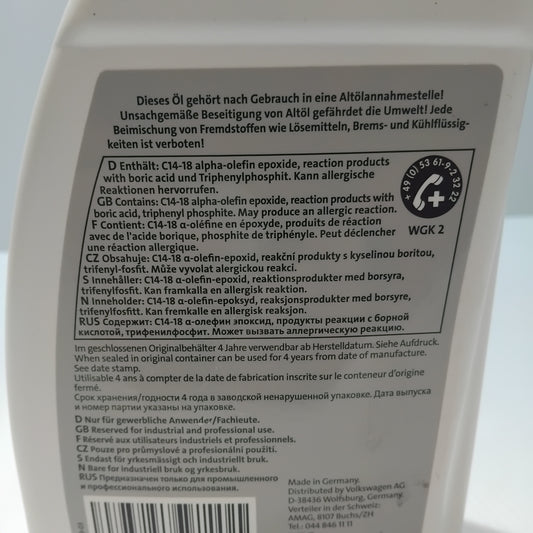 Dieses Öl gehört nach Gebrauch in eine Altölannahmestelle!
Unsachgemäße Beseitigung von Altöl gefährdet die Umwelt! Jede
Beimischung von Fremdstoffen wie Lösemitteln, Brems- und Kühlflüssig-
keiten ist verboten!
D Enthält: C14-18 alpha-olefin epoxide, reaction products
with boric acid und Triphenylphosphit. Kann allergische
Reaktionen hervorrufen.
GB Contains: C14-18 alpha-olefin epoxide, reaction products with
boric acid, triphenyl phosphite. May produce an allergic reaction.
F Contient: C14-18 α-oléfine en époxyde, produits de réaction
avec de l'acide borique, phosphite de triphényle. Peut déclencher
une réaction allergique.
CZ Obsahuje: C14-18 α-olefin-epoxid, reakční produkty s kyselinou boritou,
trifenyl-fosfit. Může vyvolat alergickou reakci.
S Innehåller: C14-18 α-olefin-epoxid, reaktionsprodukter med borsyra,
trifenylfosfit. Kan framkalla en allergisk reaktion.
N Inneholder: C14-18 α-olefin-epoksyd, reaksjonsprodukter med borsyre,
trifenylfosfitt. Kan fremkalle en allergisk reaksjon.
RUS Содержит: C14-18 α-олефин эпоксид, продукты реакции с борной
кислотой, трифенилфосфит. Может вызвать аллергическую реакцию.
+49 (0) 53 61-9-2 32 22
WGK 2
Im geschlossenen Originalbehälter 4 Jahre verwendbar ab Herstelldatum. Siehe Aufdruck.
When sealed in original container can be used for 4 years from date of manufacture.
See date stamp.
Utilisable 4 ans à compter de la date de fabrication inscrite sur le conteneur d'origine
fermé.
Срок хранения/годности 4 года в заводской ненарушенной упаковке. Дата выпуска
и номер партии указаны на упаковке.
D Nur für gewerbliche Anwender/Fachleute.
GB Reserved for industrial and professional use.
F Réservé aux utilisateurs industriels et professionnels.
CZ Pouze pro průmyslové a profesionální použití.
S Endast för yrkesmässigt och industriellt bruk.
N Bare for industriell bruk og yrkesbruk.
RUS Предназначен только для промышленного
и профессионального использования.
Made in Germany.
Distributed by Volkswagen AG
D-38436 Wolfsburg, Germany.
Verteiler in der Schweiz:
AMAG, 8107 Buchs/ZH
Tel.: 044 846 11 11